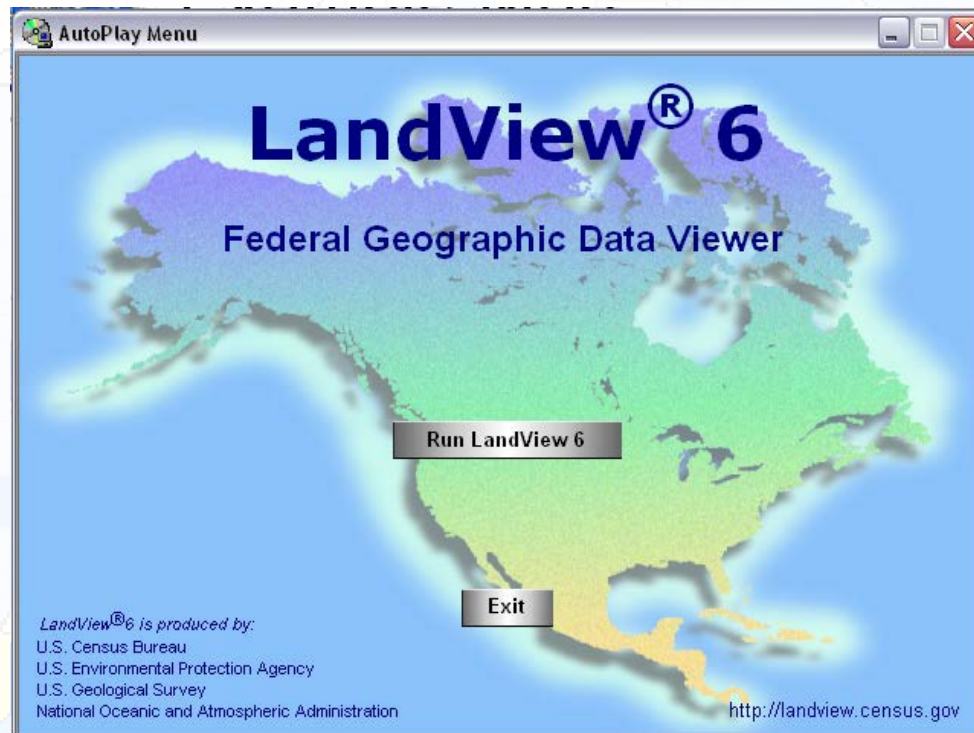 AutoPlay Menu
LandView® 6
Federal Geographic Data Viewer
Run LandView 6
Exit
LandView®6 is produced by:
U.S. Census Bureau
U.S. Environmental Protection Agency
U.S. Geological Survey
National Oceanic and Atmospheric Administration
http://landview.census.gov